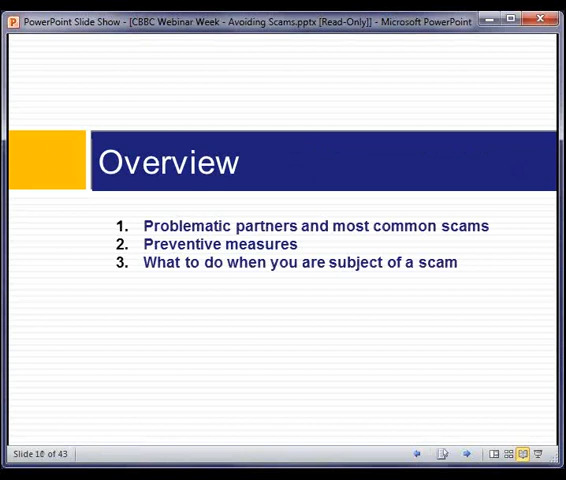 PowerPoint Slide Show - [CBBC Webinar Week - Avoiding Scams.pptx [Read-Only]] - Microsoft PowerPoint
Overview
1. Problematic partners and most common scams
2. Preventive measures
3. What to do when you are subject of a scam
Slide of 43